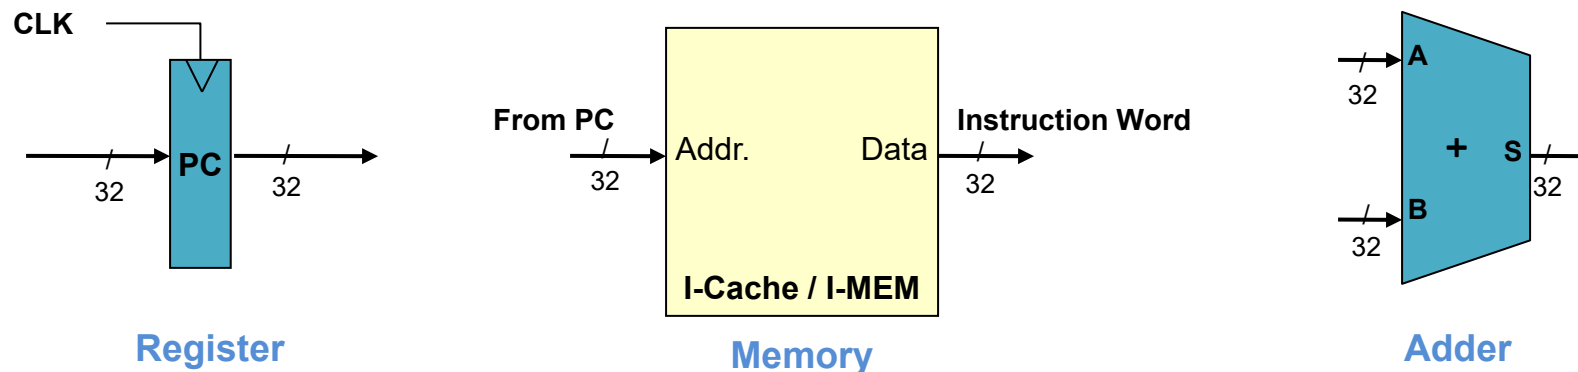 CLK
PC
32
32
Register
From PC
32
Addr.
Data
I-Cache / I-MEM
Instruction Word
32
Memory
A
32
B
32
+
S
32
Adder